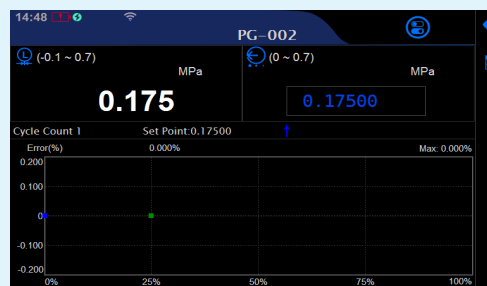 14:48
PG-002
(-0.1 ~ 0.7)
MPa
0.175
(0 ~ 0.7)
MPa
0.17500
Cycle Count 1 Set Point:0.17500
Error(%) 0.000% Max: 0.000%
0.200
0.100
0
-0.100
-0.200
0% 25% 50% 75% 100%